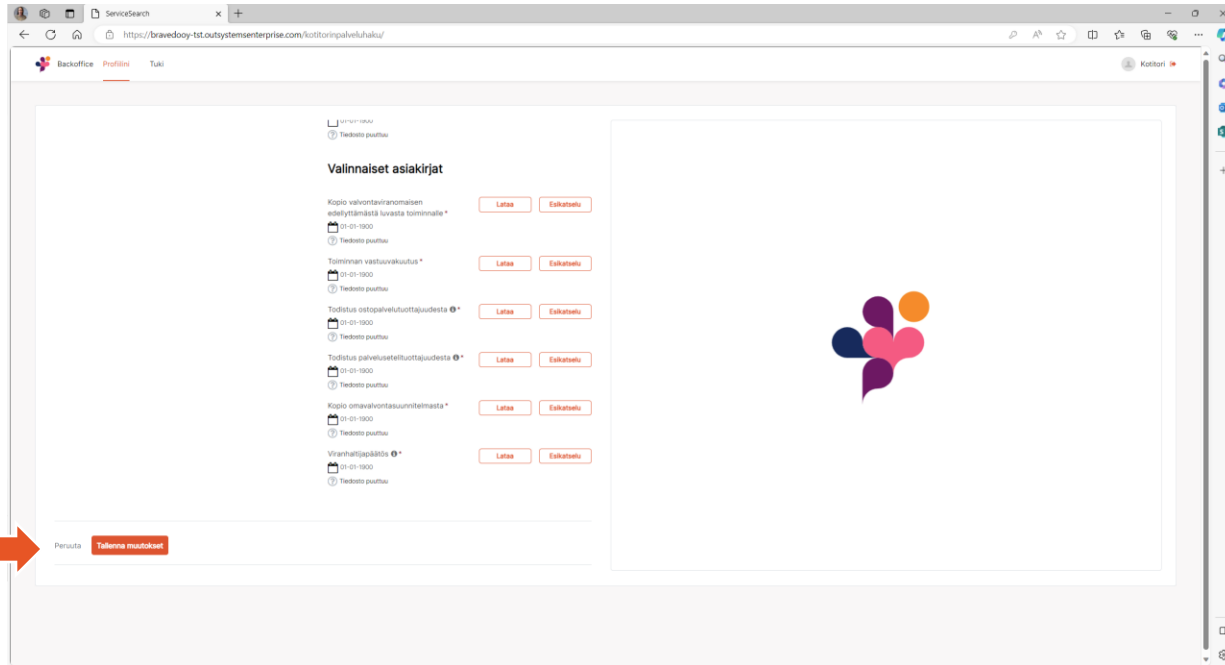 ServiceSearch
https://bravedooy-tst.outsystemsenterprise.com/kotitorinpalveluhaku/
Backoffice Profiilini Tuki Kotitori
01-01-1900
Tiedosto puuttuu
Valinnaiset asiakirjat
Kopio valvontaviranomaisen
edellyttämästä luvasta toiminnalle *
Lataa Esikatselu
01-01-1900
Tiedosto puuttuu
Toiminnan vastuuvakuutus *
Lataa Esikatselu
01-01-1900
Tiedosto puuttuu
Todistus ostopalvelutuottajuudesta *
Lataa Esikatselu
01-01-1900
Tiedosto puuttuu
Todistus palvelusetelituottajuudesta *
Lataa Esikatselu
01-01-1900
Tiedosto puuttuu
Kopio omavalvontasuunnitelmasta *
Lataa Esikatselu
01-01-1900
Tiedosto puuttuu
Viranhaltijapäätös *
Lataa Esikatselu
01-01-1900
Tiedosto puuttuu
Peruuta Tallenna muutokset